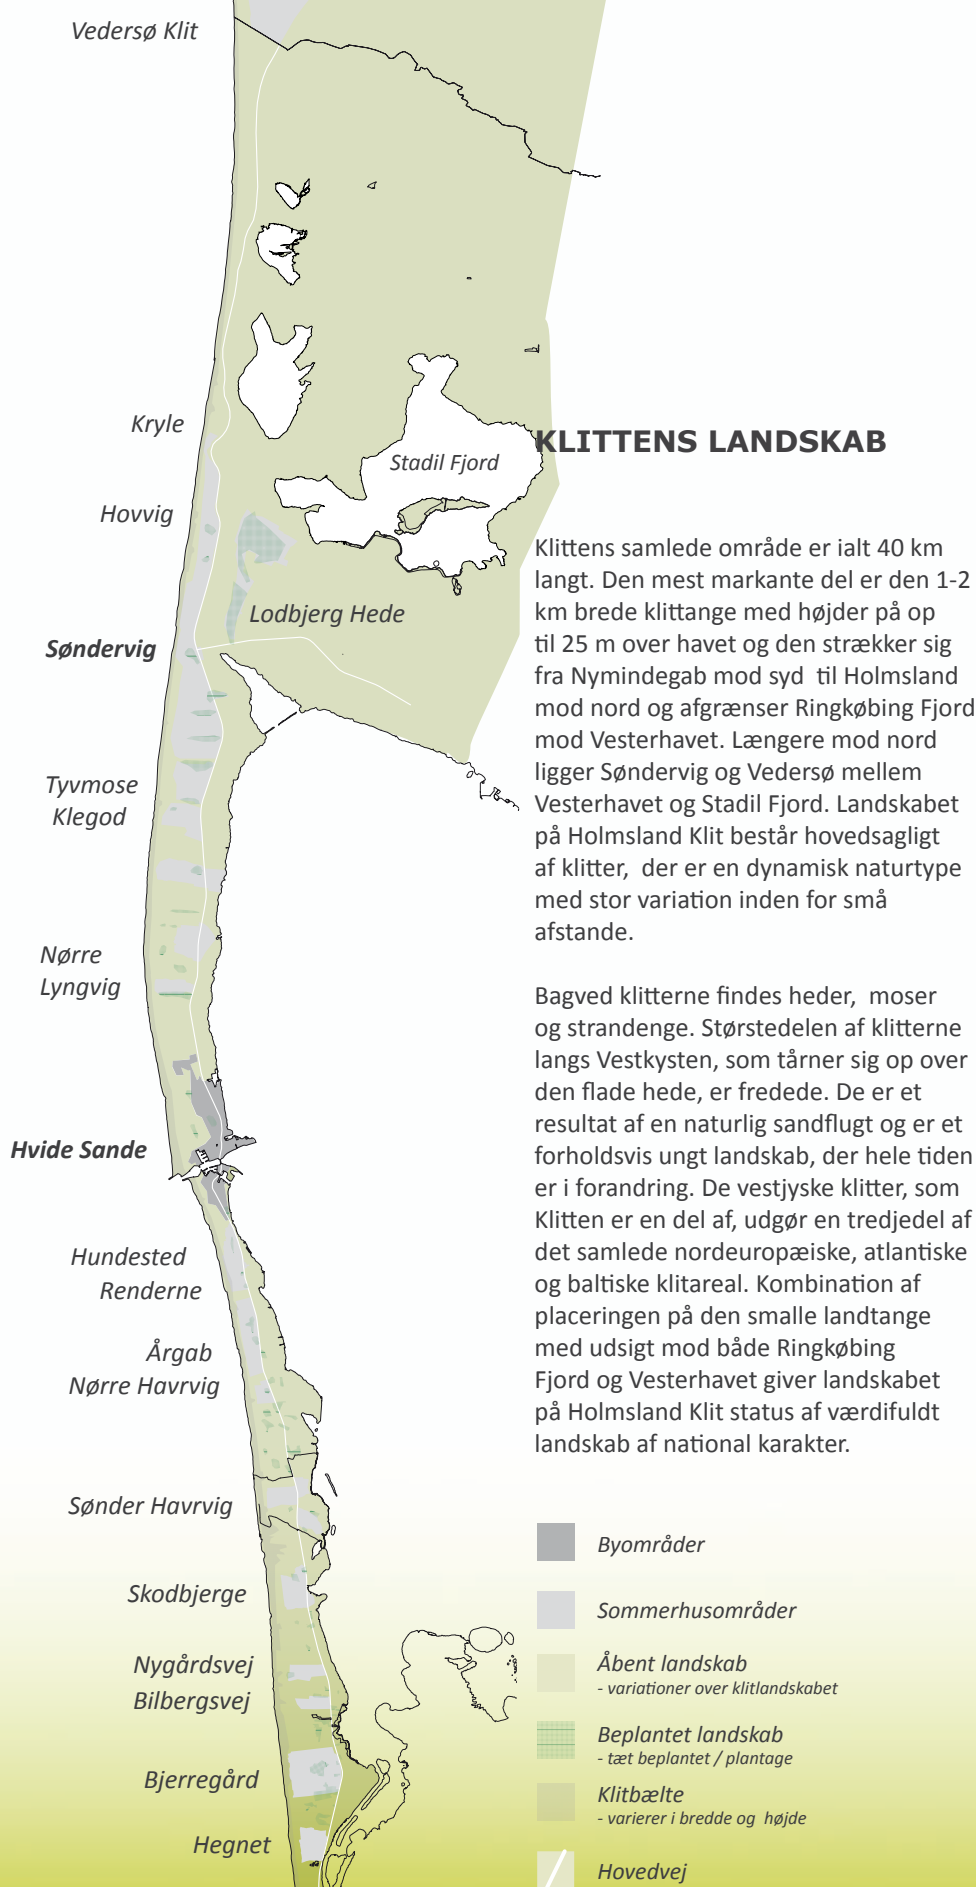 Vedersø Klit
Kryle
Stadil Fjord
Hovvig
Lodbjerg Hede
Søndervig
Tyvmose
Klegod
Nørre
Lyngvig
Hvide Sande
Hundested
Renderne
Årgab
Nørre Havrvig
Sønder Havrvig
Skodbjerge
Nygårdsvej
Bilbergsvej
Bjerregård
Hegnet
KLITTENS LANDSKAB
Klittens samlede område er ialt 40 km
langt. Den mest markante del er den 1-2
km brede klittange med højder på op
til 25 m over havet og den strækker sig
fra Nymindegab mod syd til Holmsland
mod nord og afgrænser Ringkøbing Fjord
mod Vesterhavet. Længere mod nord
ligger Søndervig og Vedersø mellem
Vesterhavet og Stadil Fjord. Landskabet
på Holmsland Klit består hovedsagligt
af klitter, der er en dynamisk naturtype
med stor variation inden for små
afstande.
Bagved klitterne findes heder, moser
og strandenge. Størstedelen af klitterne
langs Vestkysten, som tårner sig op over
den flade hede, er fredede. De er et
resultat af en naturlig sandflugt og er et
forholdsvis ungt landskab, der hele tiden
er i forandring. De vestjyske klitter, som
Klitten er en del af, udgør en tredjedel af
det samlede nordeuropæiske, atlantiske
og baltiske klitareal. Kombination af
placeringen på den smalle landtange
med udsigt mod både Ringkøbing
Fjord og Vesterhavet giver landskabet
på Holmsland Klit status af værdifuldt
landskab af national karakter.
Byområder
Sommerhusområder
Åbent landskab
- variationer over klitlandskabet
Beplantet landskab
- tæt beplantet / plantage
Klitbælte
- varierer i bredde og højde
Hovedvej